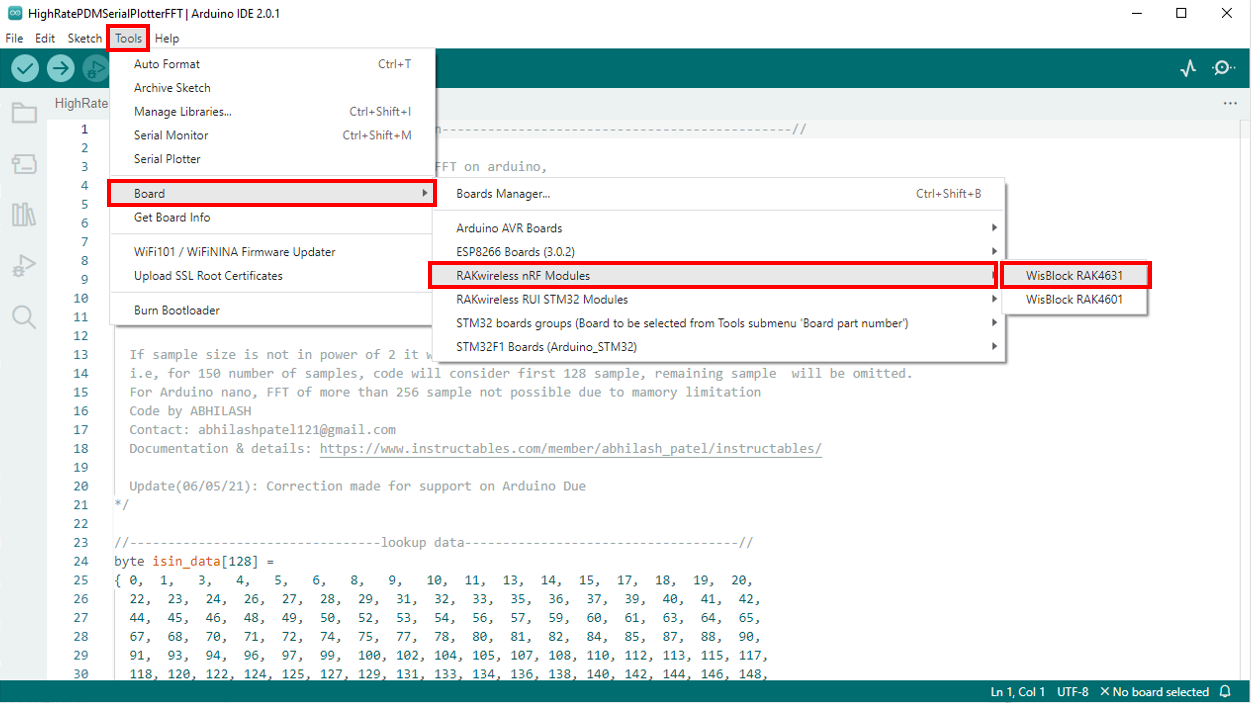 HighRatePDMSerialPlotterFFT | Arduino IDE 2.0.1
File Edit Sketch Tools Help
Auto Format Ctrl+T
Archive Sketch
Manage Libraries... Ctrl+Shift+I
Serial Monitor Ctrl+Shift+M
Serial Plotter
Board
Get Board Info
WiFi101 / WiFiNINA Firmware Updater
Upload SSL Root Certificates
Burn Bootloader
Boards Manager... Ctrl+Shift+B
Arduino AVR Boards
ESP8266 Boards (3.0.2)
RAKwireless nRF Modules
RAKwireless RUI STM32 Modules
STM32 boards groups (Board to be selected from Tools submenu 'Board part number')
STM32F1 Boards (Arduino_STM32)
WisBlock RAK4631
WisBlock RAK4601
HighRate
1 n----------------------------------------------//
2
3 FFT on arduino,
4
5
6
7
8
9
10
11
12
13 If sample size is not in power of 2 it w
14 i.e, for 150 number of samples, code will consider first 128 sample, remaining sample  will be omitted.
15 For Arduino nano, FFT of more than 256 sample not possible due to mamory limitation
16 Code by ABHILASH
17 Contact: abhilashpatel121@gmail.com
18 Documentation & details: https://www.instructables.com/member/abhilash_patel/instructables/
19
20 Update(06/05/21): Correction made for support on Arduino Due
21 */
22
23 //---------------------------------lookup data------------------------------------//
24 byte isin_data[128] =
25 { 0, 1, 3, 4, 5, 6, 8, 9, 10, 11, 13, 14, 15, 17, 18, 19, 20,
26 22, 23, 24, 26, 27, 28, 29, 31, 32, 33, 35, 36, 37, 39, 40, 41, 42,
27 44, 45, 46, 48, 49, 50, 52, 53, 54, 56, 57, 59, 60, 61, 63, 64, 65,
28 67, 68, 70, 71, 72, 74, 75, 77, 78, 80, 81, 82, 84, 85, 87, 88, 90,
29 91, 93, 94, 96, 97, 99, 100, 102, 104, 105, 107, 108, 110, 112, 113, 115, 117,
30 118, 120, 122, 124, 125, 127, 129, 131, 133, 134, 136, 138, 140, 142, 144, 146, 148,
Ln 1, Col 1 UTF-8 No board selected